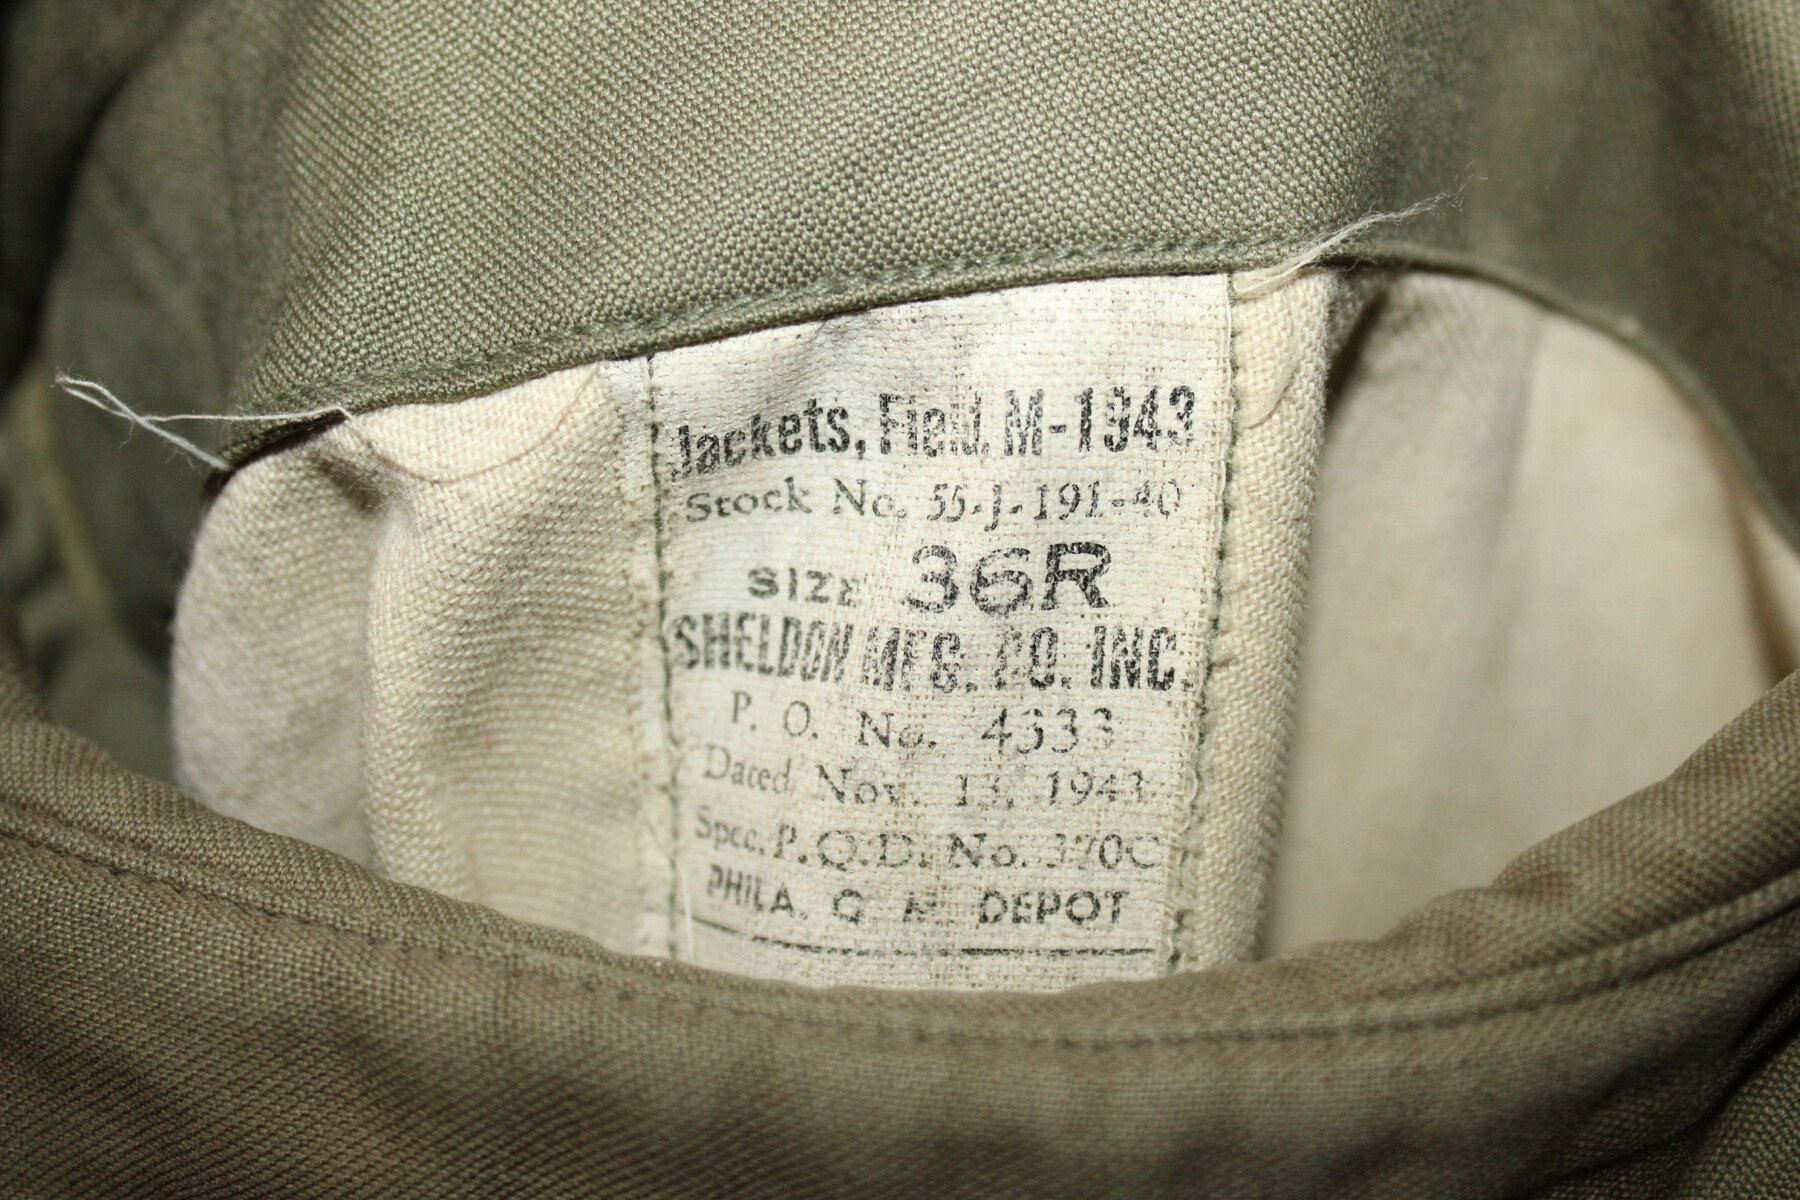 Jackets, Field, M-1943
Stock No. 55-J-191-40
SIZE 36R
SHELDON MFG. CO. INC.
P. O. No. 4333
Dated Nov. 13, 1943
Spec. P.Q.D. No. 370C
PHILA. Q M DEPOT